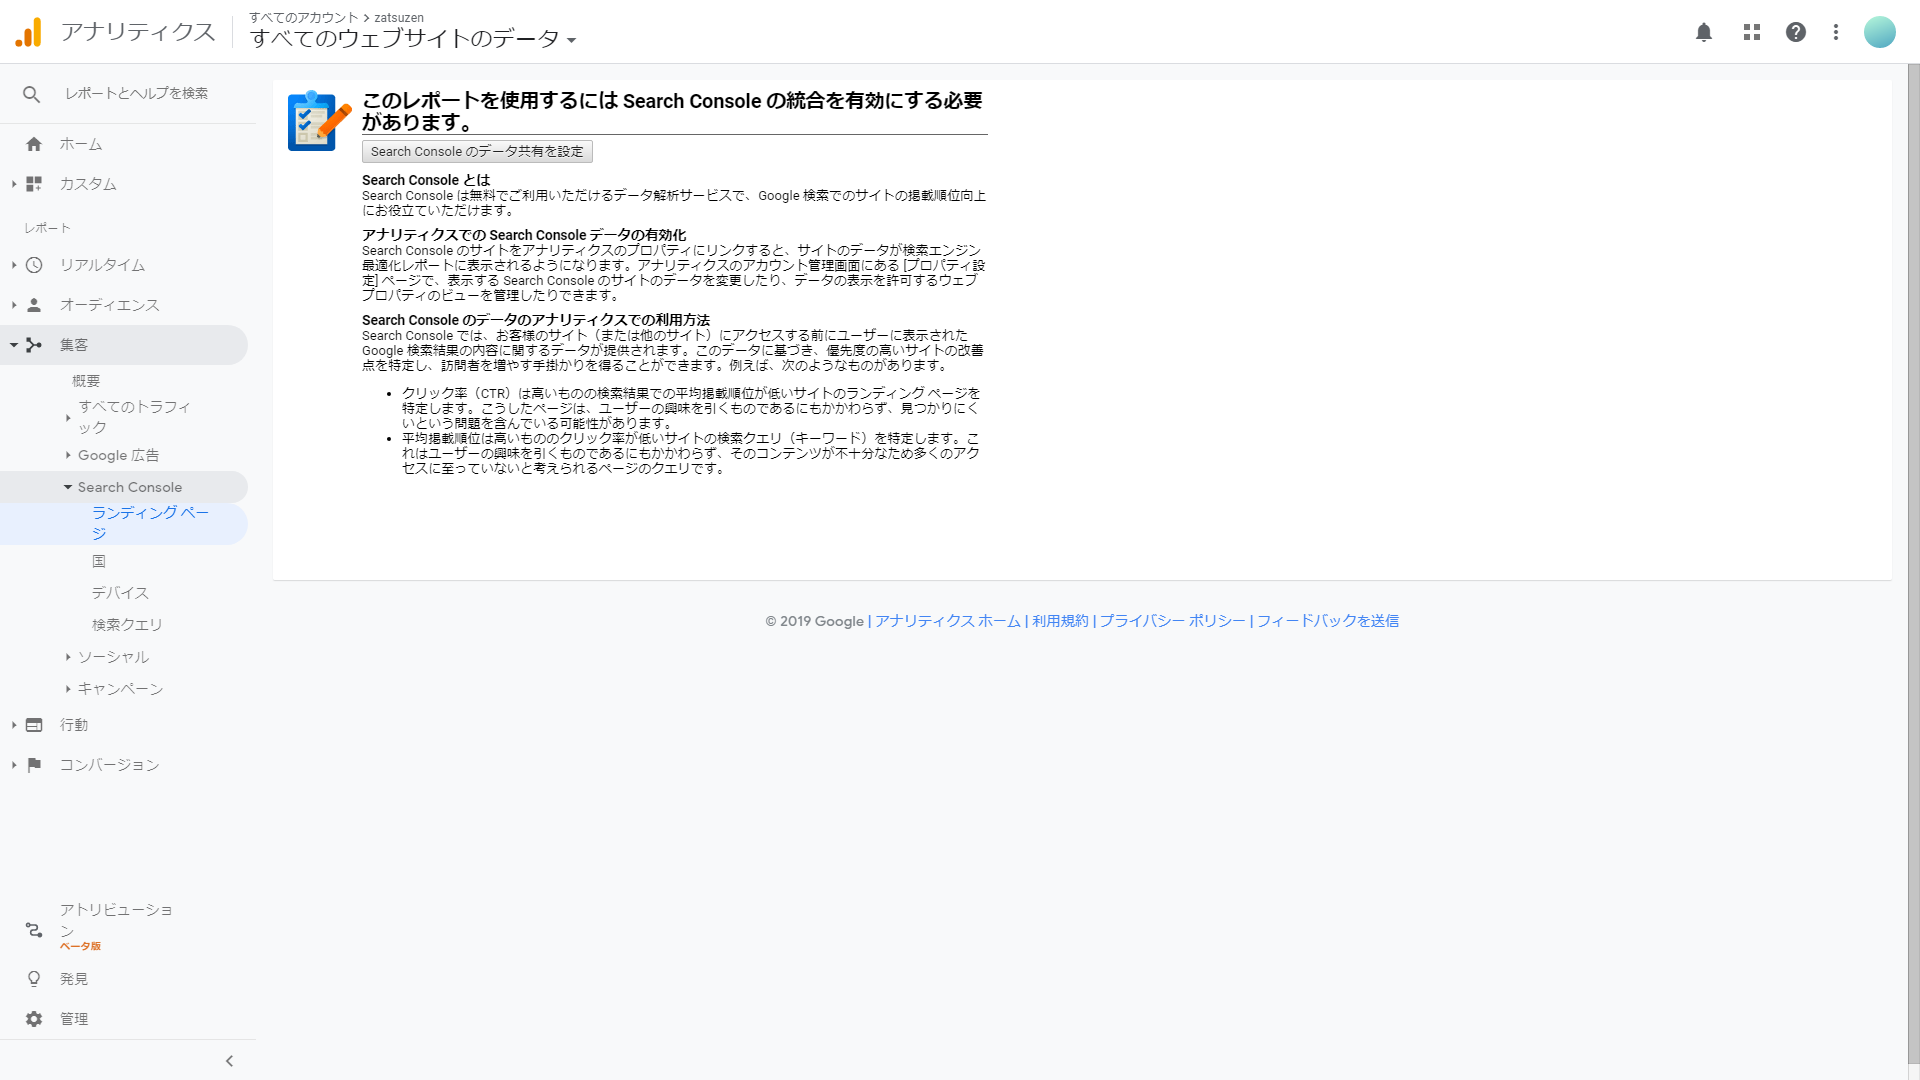 アナリティクス
すべてのアカウント > zatsuzen
すべてのウェブサイトのデータ
レポートとヘルプを検索
ホーム
カスタム
レポート
リアルタイム
オーディエンス
集客
概要
すべてのトラフィ
ック
Google 広告
Search Console
ランディング ペー
ジ
国
デバイス
検索クエリ
ソーシャル
キャンペーン
行動
コンバージョン
アトリビューショ
ン
ベータ版
発見
管理
このレポートを使用するには Search Console の統合を有効にする必要
があります。
Search Console のデータ共有を設定
Search Console とは
Search Console は無料でご利用いただけるデータ解析サービスで、Google 検索でのサイトの掲載順位向上
にお役立ていただけます。
アナリティクスでの Search Console データの有効化
Search Console のサイトをアナリティクスのプロパティにリンクすると、サイトのデータが検索エンジン
最適化レポートに表示されるようになります。アナリティクスのアカウント管理画面にある [プロパティ設
定] ページで、表示する Search Console のサイトのデータを変更したり、データの表示を許可するウェブ
プロパティのビューを管理したりできます。
Search Console のデータのアナリティクスでの利用方法
Search Console では、お客様のサイト（または他のサイト）にアクセスする前にユーザーに表示された
Google 検索結果の内容に関するデータが提供されます。このデータに基づき、優先度の高いサイトの改善
点を特定し、訪問者を増やす手掛かりを得ることができます。例えば、次のようなものがあります。
• クリック率（CTR）は高いものの検索結果での平均掲載順位が低いサイトのランディング ページを
特定します。こうしたページは、ユーザーの興味を引くものであるにもかかわらず、見つかりにく
いという問題を含んでいる可能性があります。
• 平均掲載順位は高いもののクリック率が低いサイトの検索クエリ（キーワード）を特定します。こ
れはユーザーの興味を引くものであるにもかかわらず、そのコンテンツが不十分なため多くのアク
セスに至っていないと考えられるページのクエリです。
© 2019 Google | アナリティクス ホーム | 利用規約 | プライバシー ポリシー | フィードバックを送信